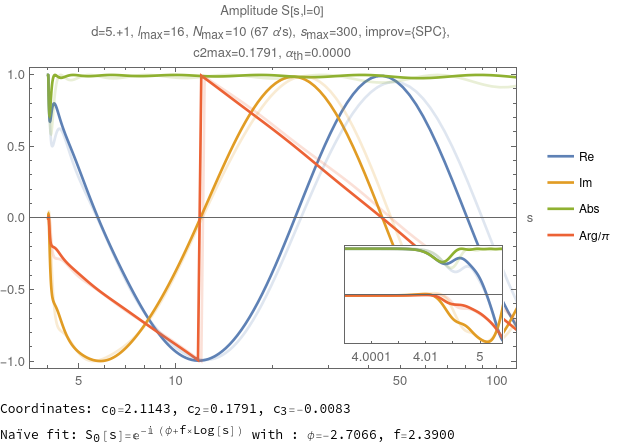 Amplitude S[s,l=0]
d=5.+1, lmax=16, Nmax=10 (67 α's), smax=300, improv={SPC},
c2max=0.1791, αth=0.0000
1.0
0.5
0.0
-0.5
-1.0
5
10
50
100
s
4.0001
4.01
5
Re
Im
Abs
Arg/π
Coordinates: c0=2.1143, c2=0.1791, c3=-0.0083
Naïve fit: S0[s]=e^-i (ϕ+f×Log[s]) with : ϕ=-2.7066, f=2.3900